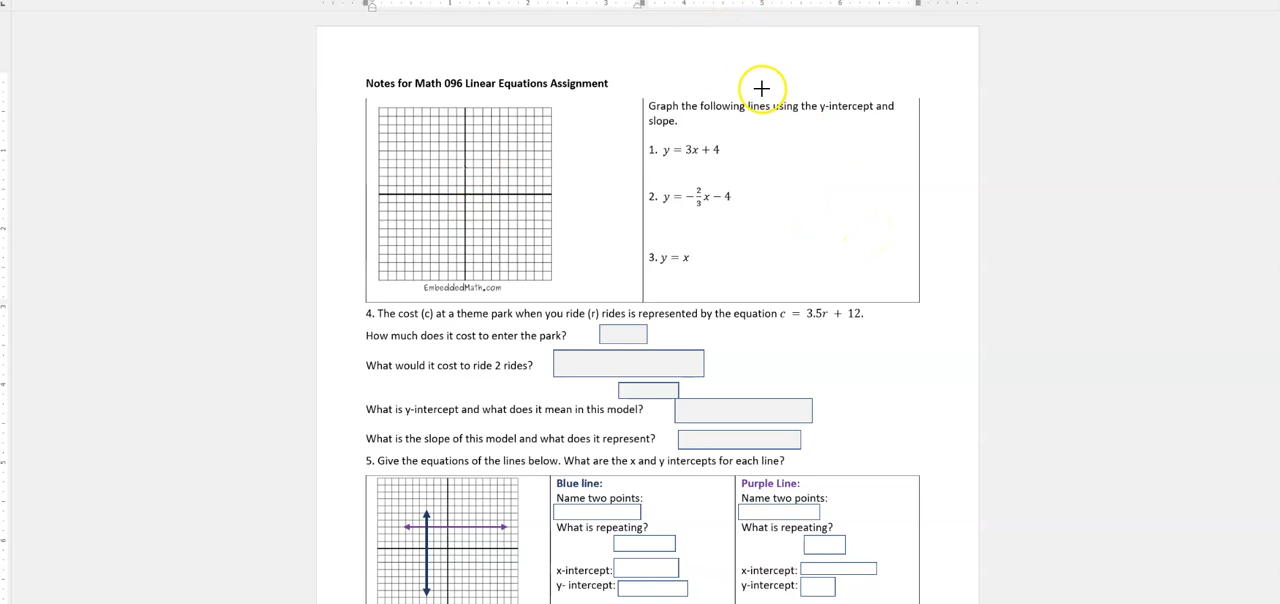 1 2 3 4 5 6
Notes for Math 096 Linear Equations Assignment
Graph the following lines using the y-intercept and
slope.
1. y = 3x + 4
2. y = −2/3x − 4
3. y = x
EmbeddedMath.com
4. The cost (c) at a theme park when you ride (r) rides is represented by the equation c = 3.5r + 12.
How much does it cost to enter the park?
What would it cost to ride 2 rides?
What is y-intercept and what does it mean in this model?
What is the slope of this model and what does it represent?
5. Give the equations of the lines below. What are the x and y intercepts for each line?
Blue line:
Name two points:
What is repeating?
x-intercept:
y- intercept:
Purple Line:
Name two points:
What is repeating?
x-intercept:
y-intercept: